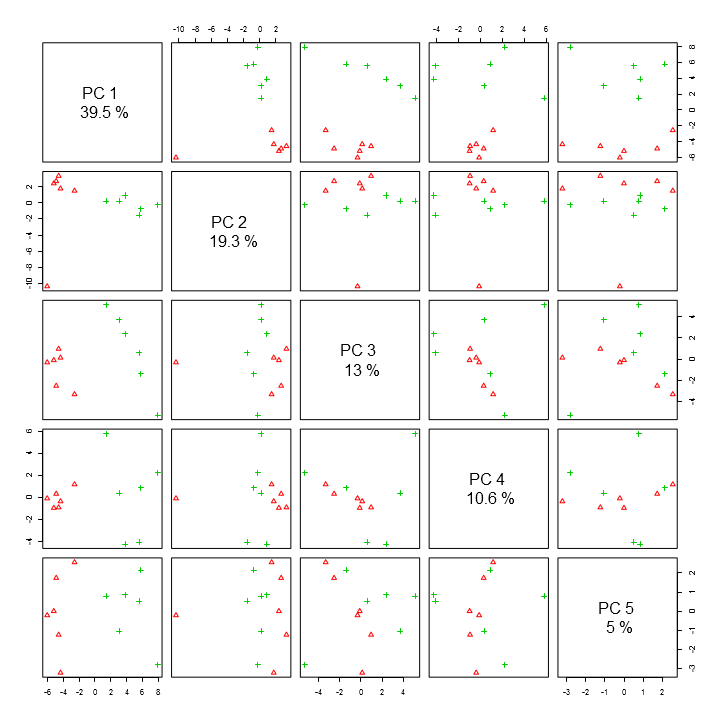 -10 -8 -6 -4 -2 0 2
-4 -2 0 2 4 6
PC 1
39.5 %
-6 -4 -2 0 2 4 6 8
-10 -8 -6 -4 -2 0 2
PC 2
19.3 %
PC 3
13 %
-4 -2 0 2 4
-4 -2 0 2 4 6
PC 4
10.6 %
PC 5
5 %
-3 -2 -1 0 1 2
-6 -4 -2 0 2 4 6 8
-4 -2 0 2 4
-3 -2 -1 0 1 2